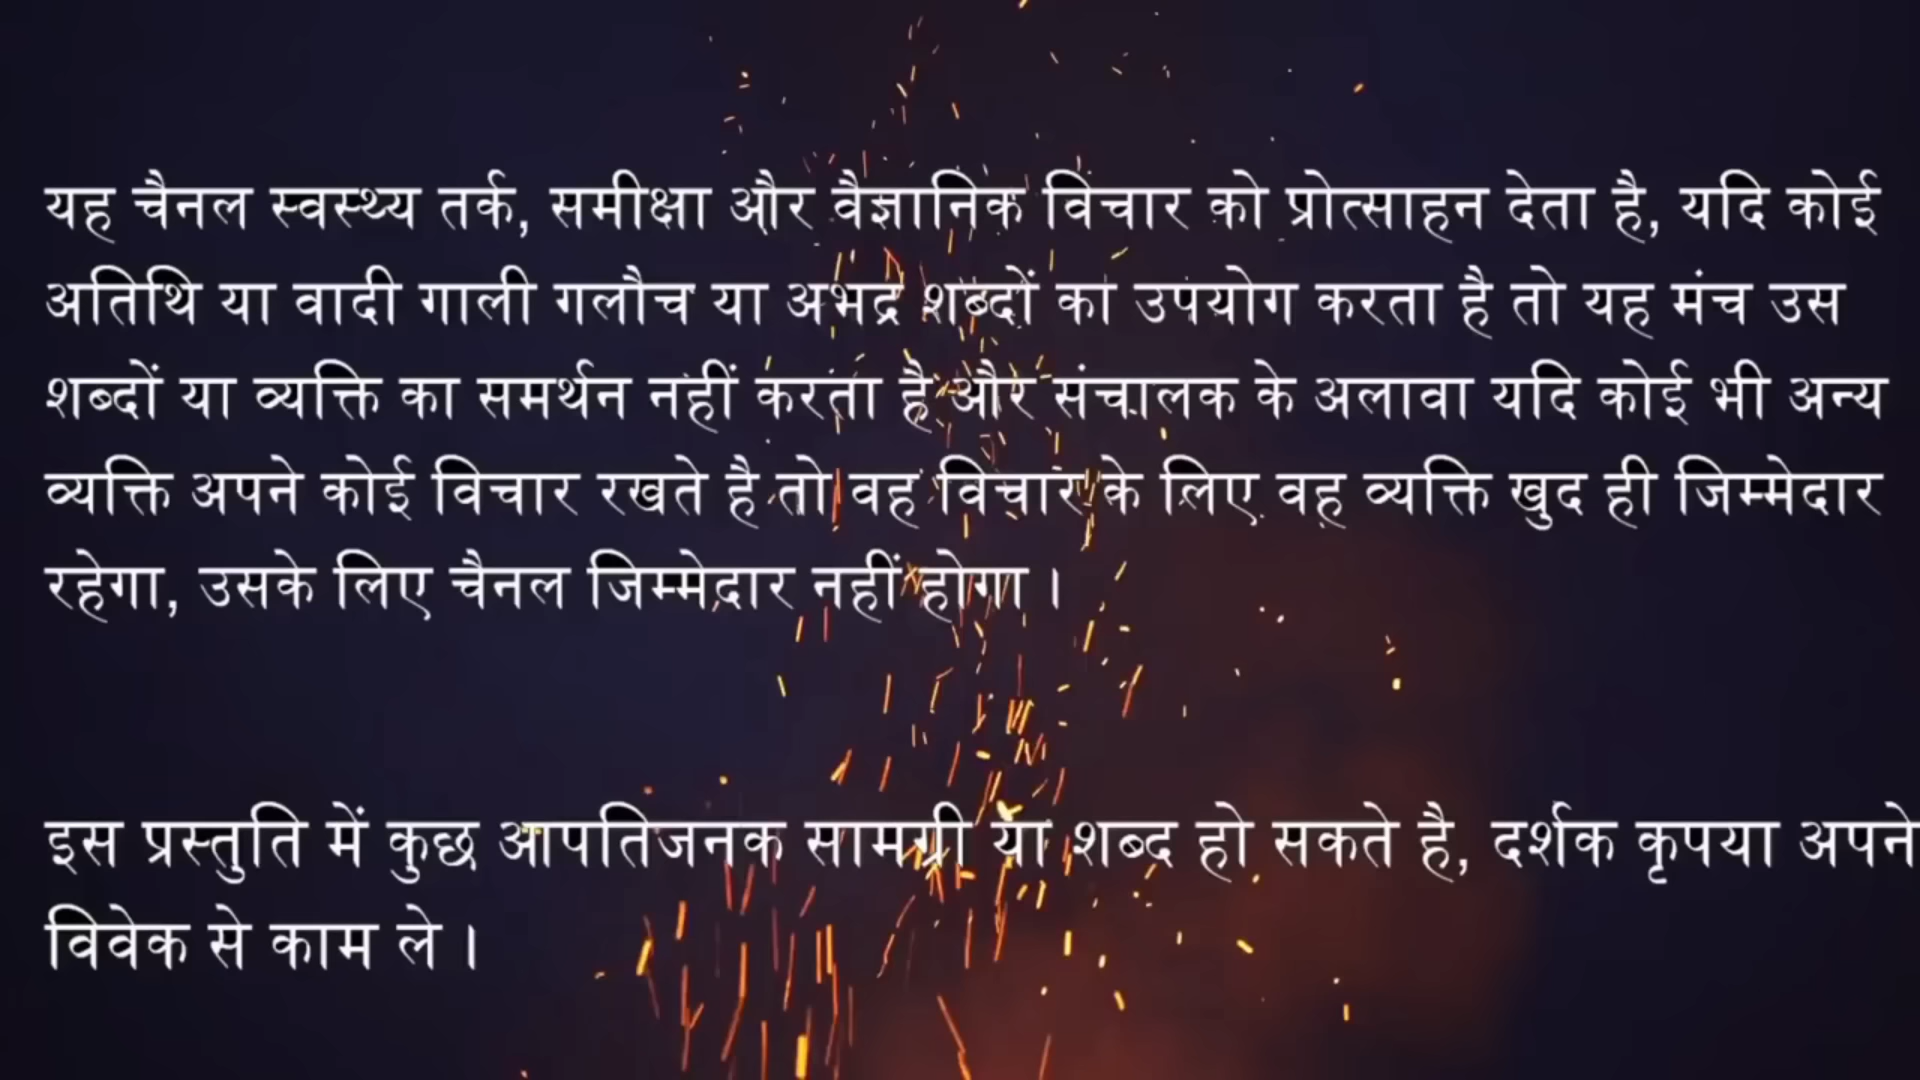 यह चैनल स्वस्थ्य तर्क, समीक्षा और वैज्ञानिक विचार को प्रोत्साहन देता है, यदि कोई
अतिथि या वादी गाली गलौच या अभद्र शब्दों का उपयोग करता है तो यह मंच उस
शब्दों या व्यक्ति का समर्थन नहीं करता है और संचालक के अलावा यदि कोई भी अन्य
व्यक्ति अपने कोई विचार रखते है तो वह विचार के लिए वह व्यक्ति खुद ही जिम्मेदार
रहेगा, उसके लिए चैनल जिम्मेदार नहीं होगा ।
इस प्रस्तुति में कुछ आपतिजनक सामग्री या शब्द हो सकते है, दर्शक कृपया अपने
विवेक से काम ले ।